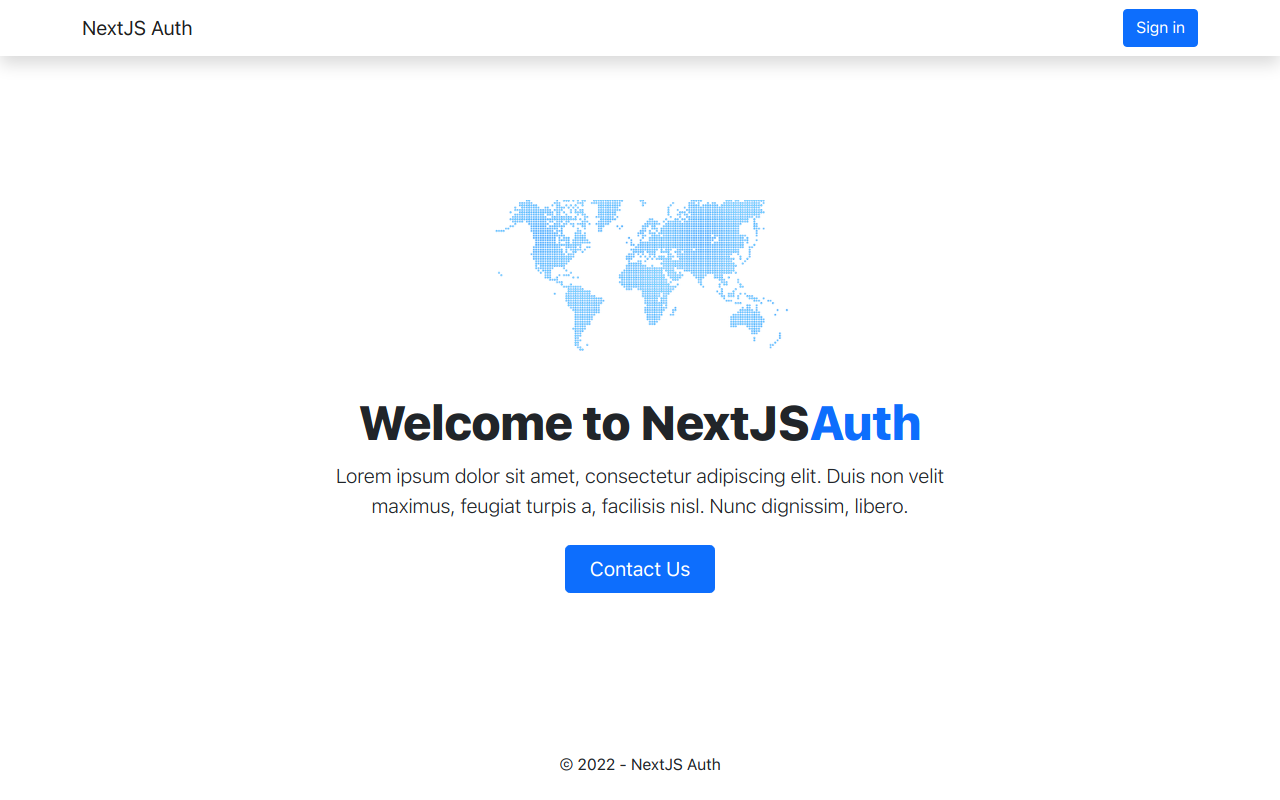 NextJS Auth
Sign in
Welcome to NextJSAuth
Lorem ipsum dolor sit amet, consectetur adipiscing elit. Duis non velit
maximus, feugiat turpis a, facilisis nisl. Nunc dignissim, libero.
Contact Us
© 2022 - NextJS Auth